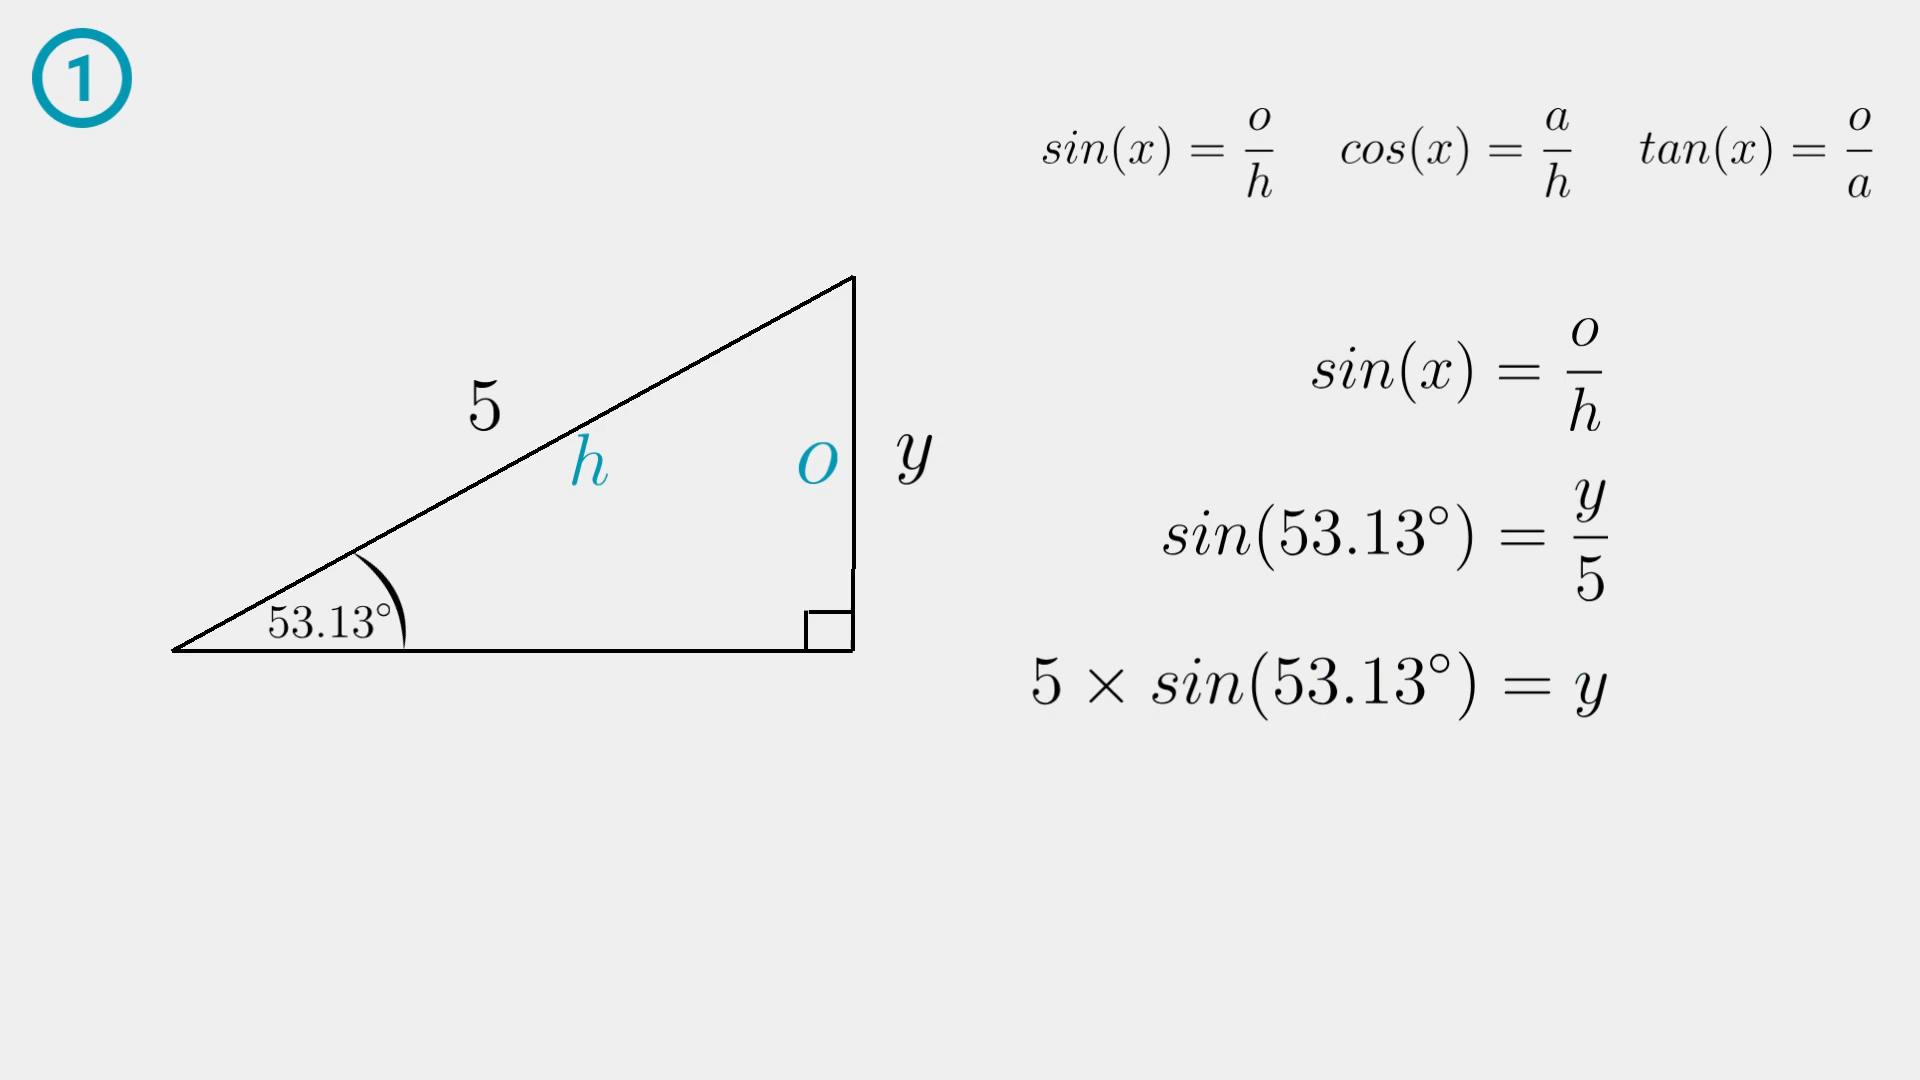 1
sin(x) = o/h   cos(x) = a/h   tan(x) = o/a
5
h
o
y
53.13°
sin(x) = o/h
sin(53.13°) = y/5
5 × sin(53.13°) = y